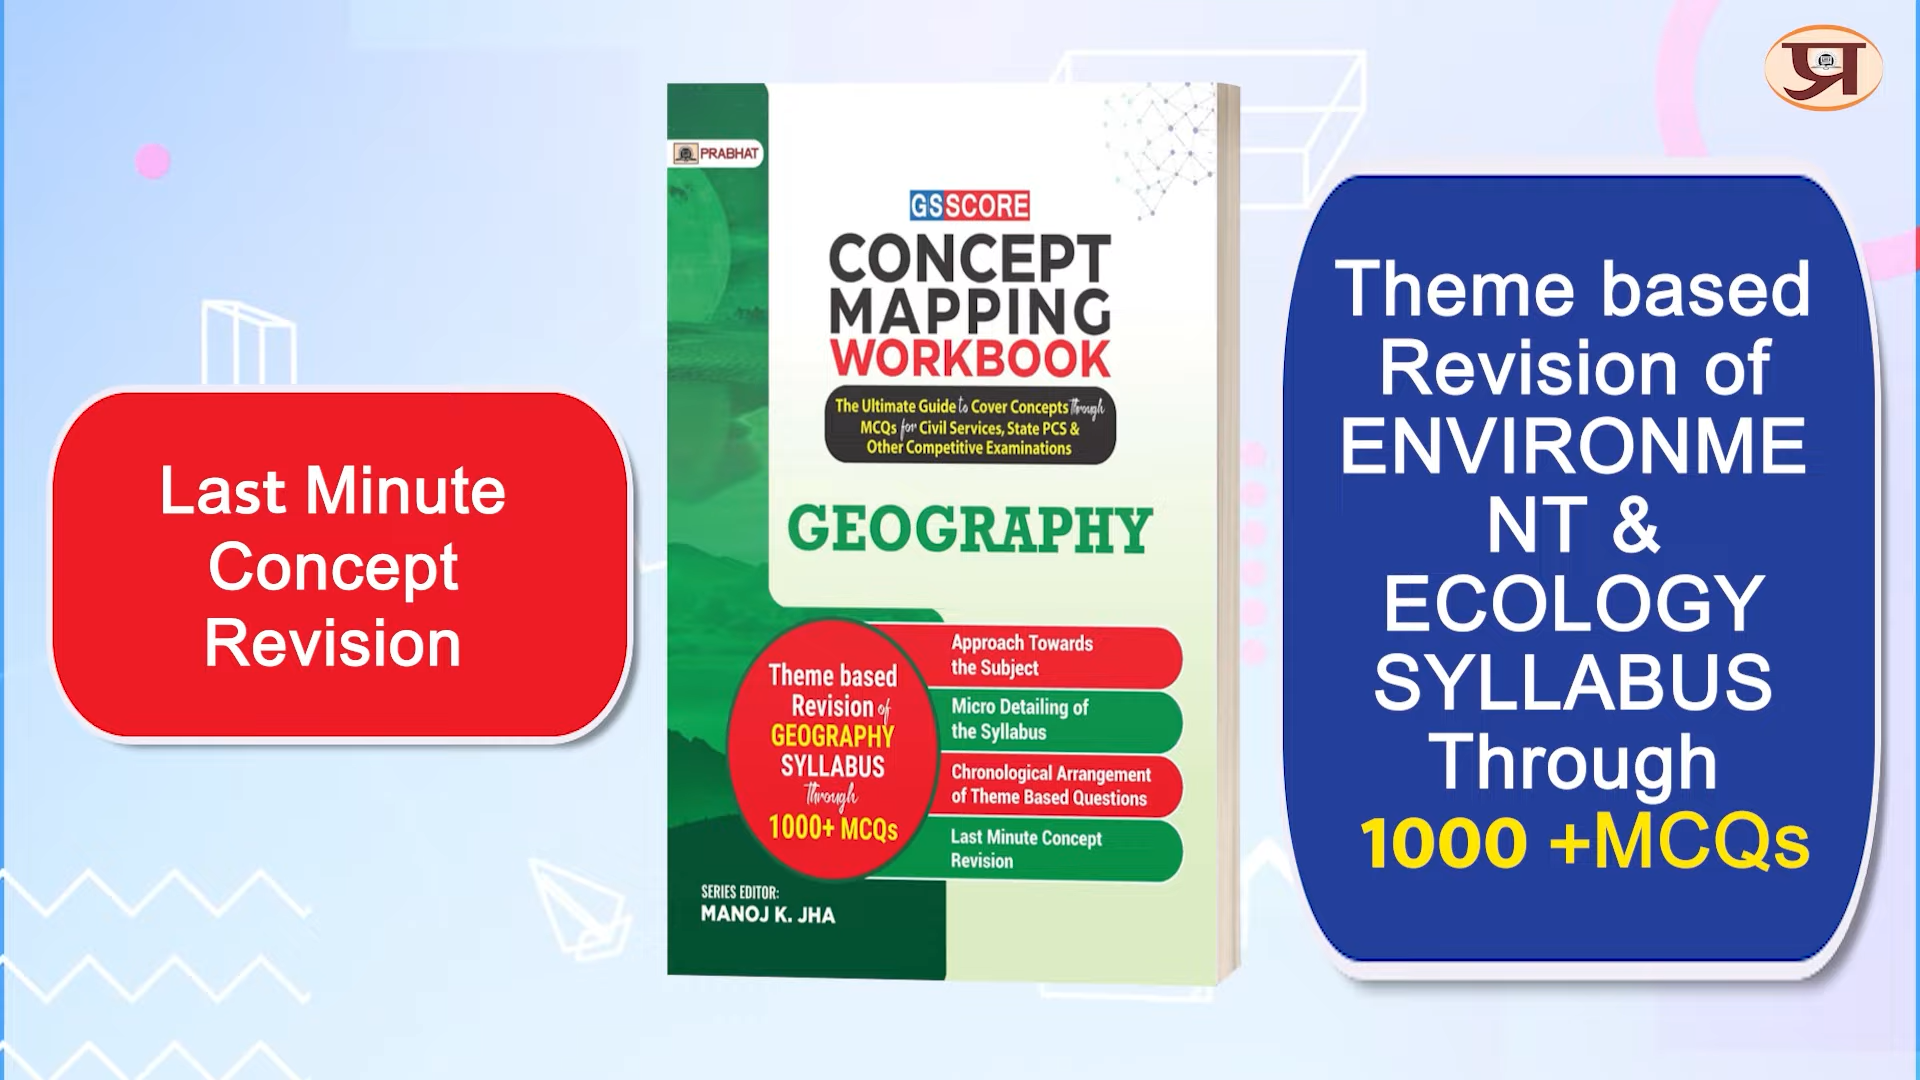 प्र
Last Minute
Concept
Revision
PRABHAT
GSSCORE
CONCEPT
MAPPING
WORKBOOK
The Ultimate Guide to Cover Concepts through
MCQs for Civil Services, State PCS &
Other Competitive Examinations
GEOGRAPHY
Theme based
Revision of
GEOGRAPHY
SYLLABUS
through
1000+ MCQs
Approach Towards
the Subject
Micro Detailing of
the Syllabus
Chronological Arrangement
of Theme Based Questions
Last Minute Concept
Revision
SERIES EDITOR:
MANOJ K. JHA
Theme based
Revision of
ENVIRONME
NT &
ECOLOGY
SYLLABUS
Through
1000 +MCQs